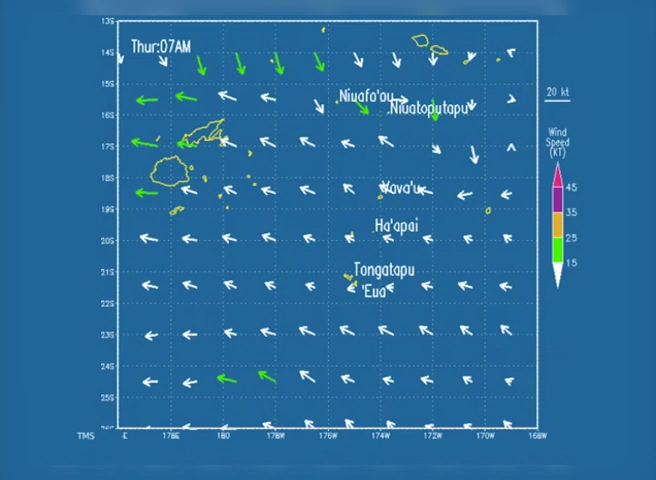 13S
Thur:07AM
14S
15S
Niuafo'ou
20 kt
Niuatoputapu
16S
Wind
Speed
(KT)
17S
18S
Vava'u
45
19S
35
Ha'apai
20S
25
Tongatapu
21S
15
'Eua
22S
23S
24S
25S
TMS
E
178E
180
178W
176W
174W
172W
170W
168W